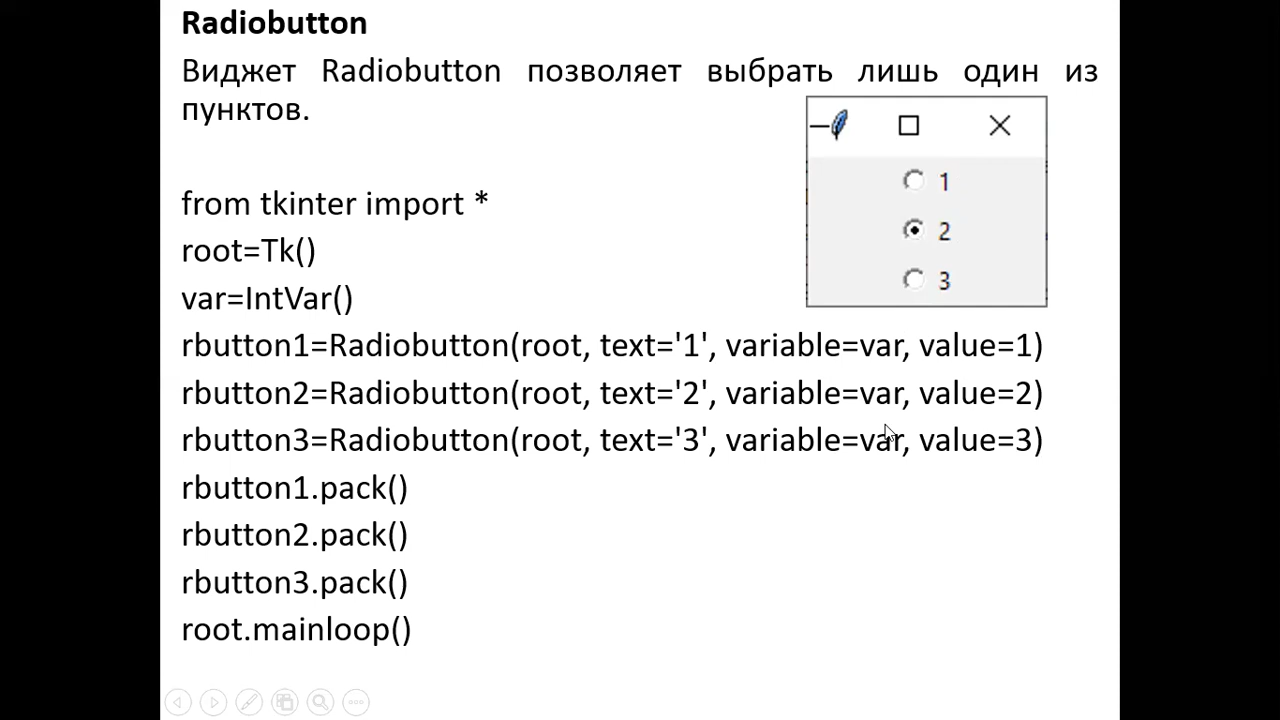 Radiobutton
Виджет Radiobutton позволяет выбрать лишь один из
пунктов.
1
2
3
from tkinter import *
root=Tk()
var=IntVar()
rbutton1=Radiobutton(root, text='1', variable=var, value=1)
rbutton2=Radiobutton(root, text='2', variable=var, value=2)
rbutton3=Radiobutton(root, text='3', variable=var, value=3)
rbutton1.pack()
rbutton2.pack()
rbutton3.pack()
root.mainloop()